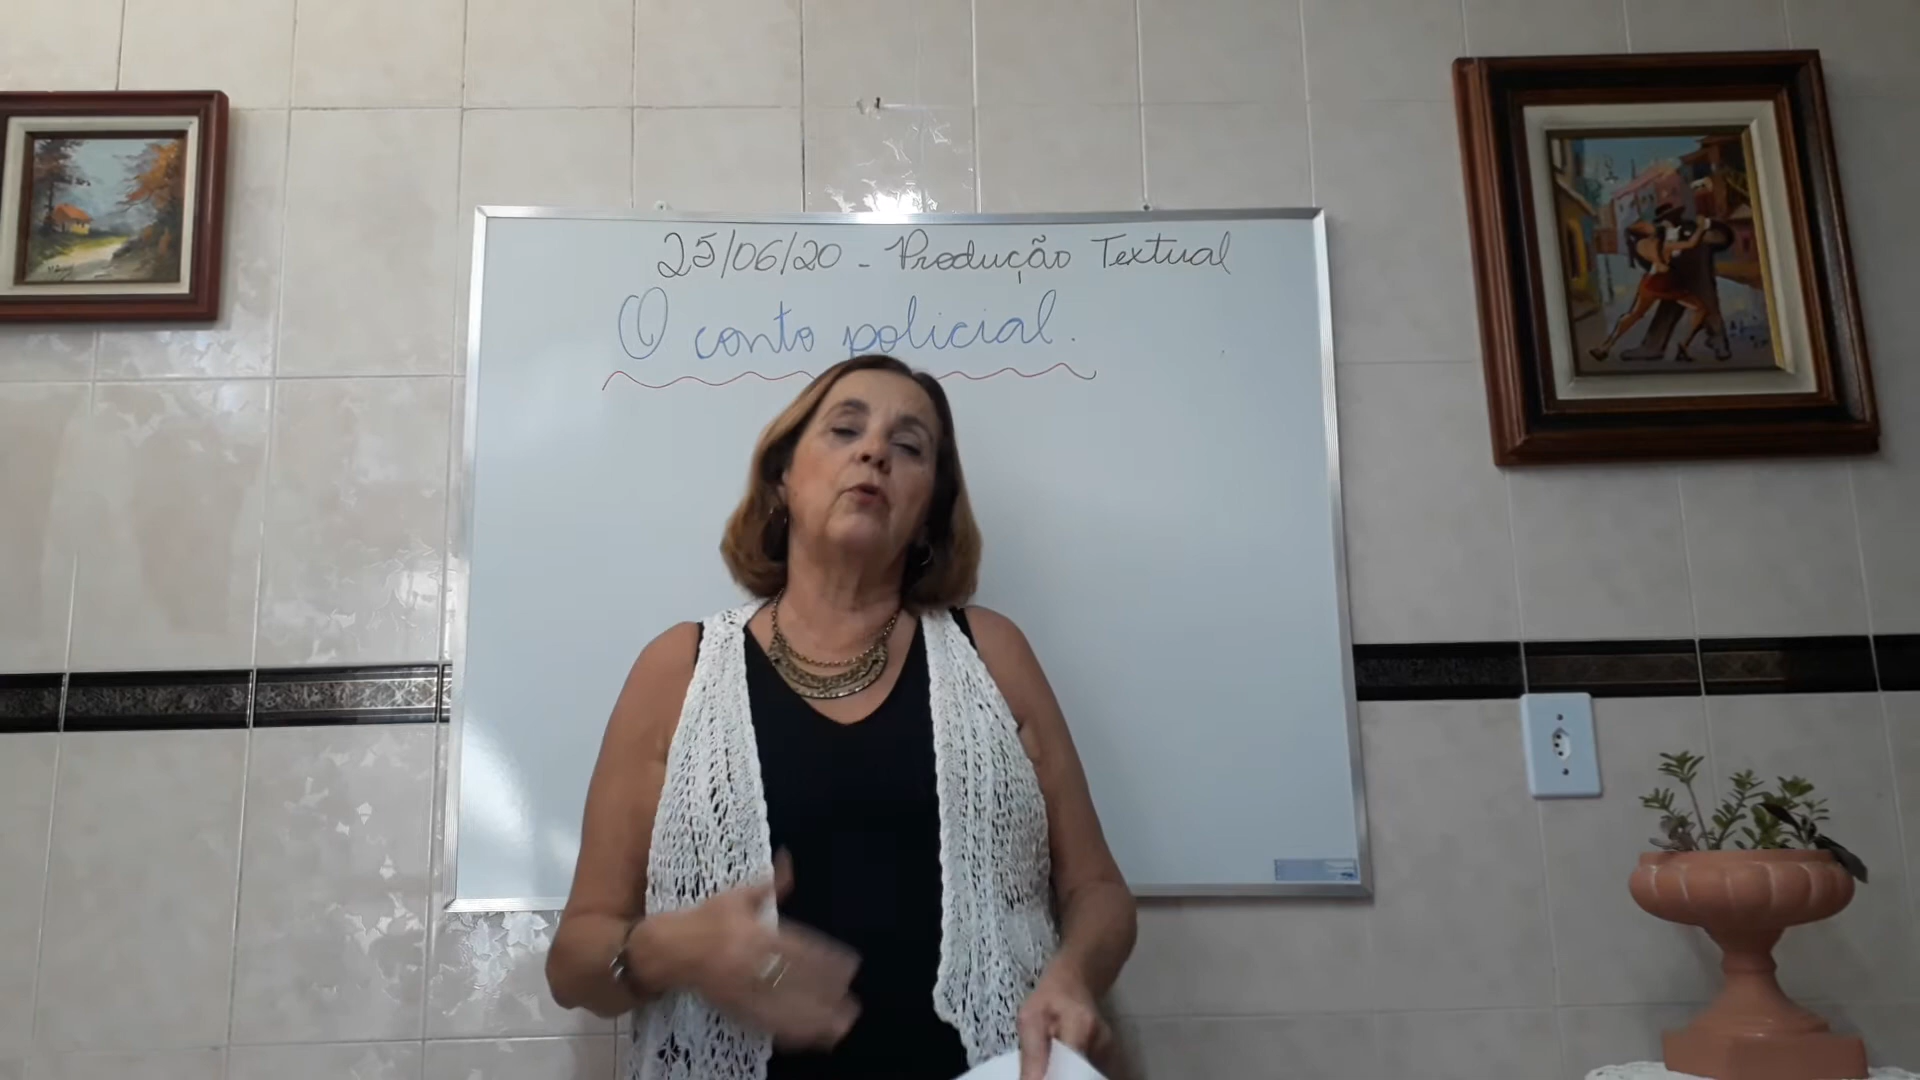 25/06/20 - Produção Textual
O conto policial.